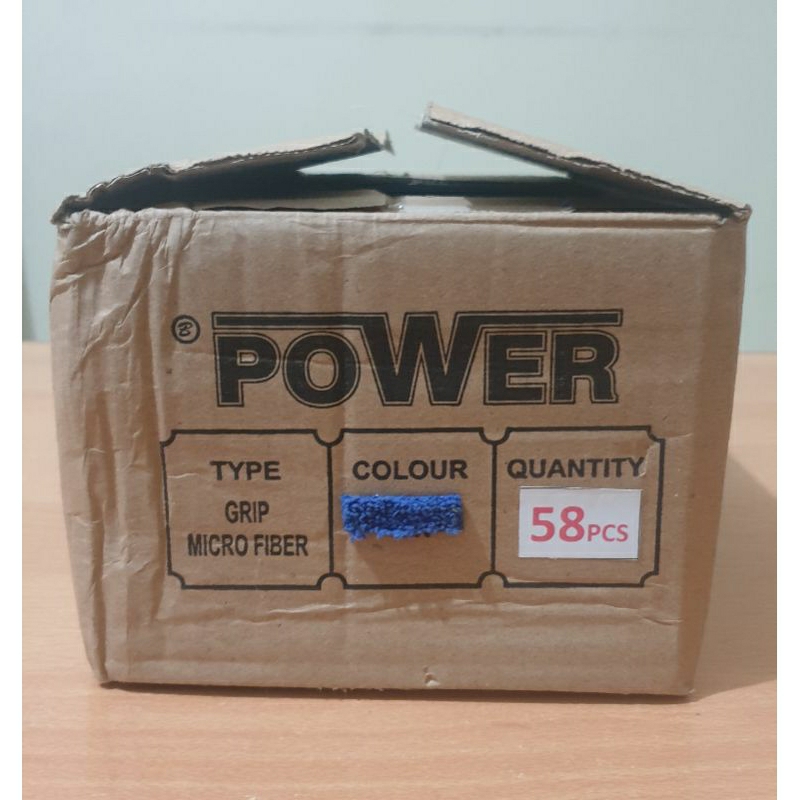 ® POWER
TYPE
GRIP
MICRO FIBER
COLOUR
QUANTITY
58PCS